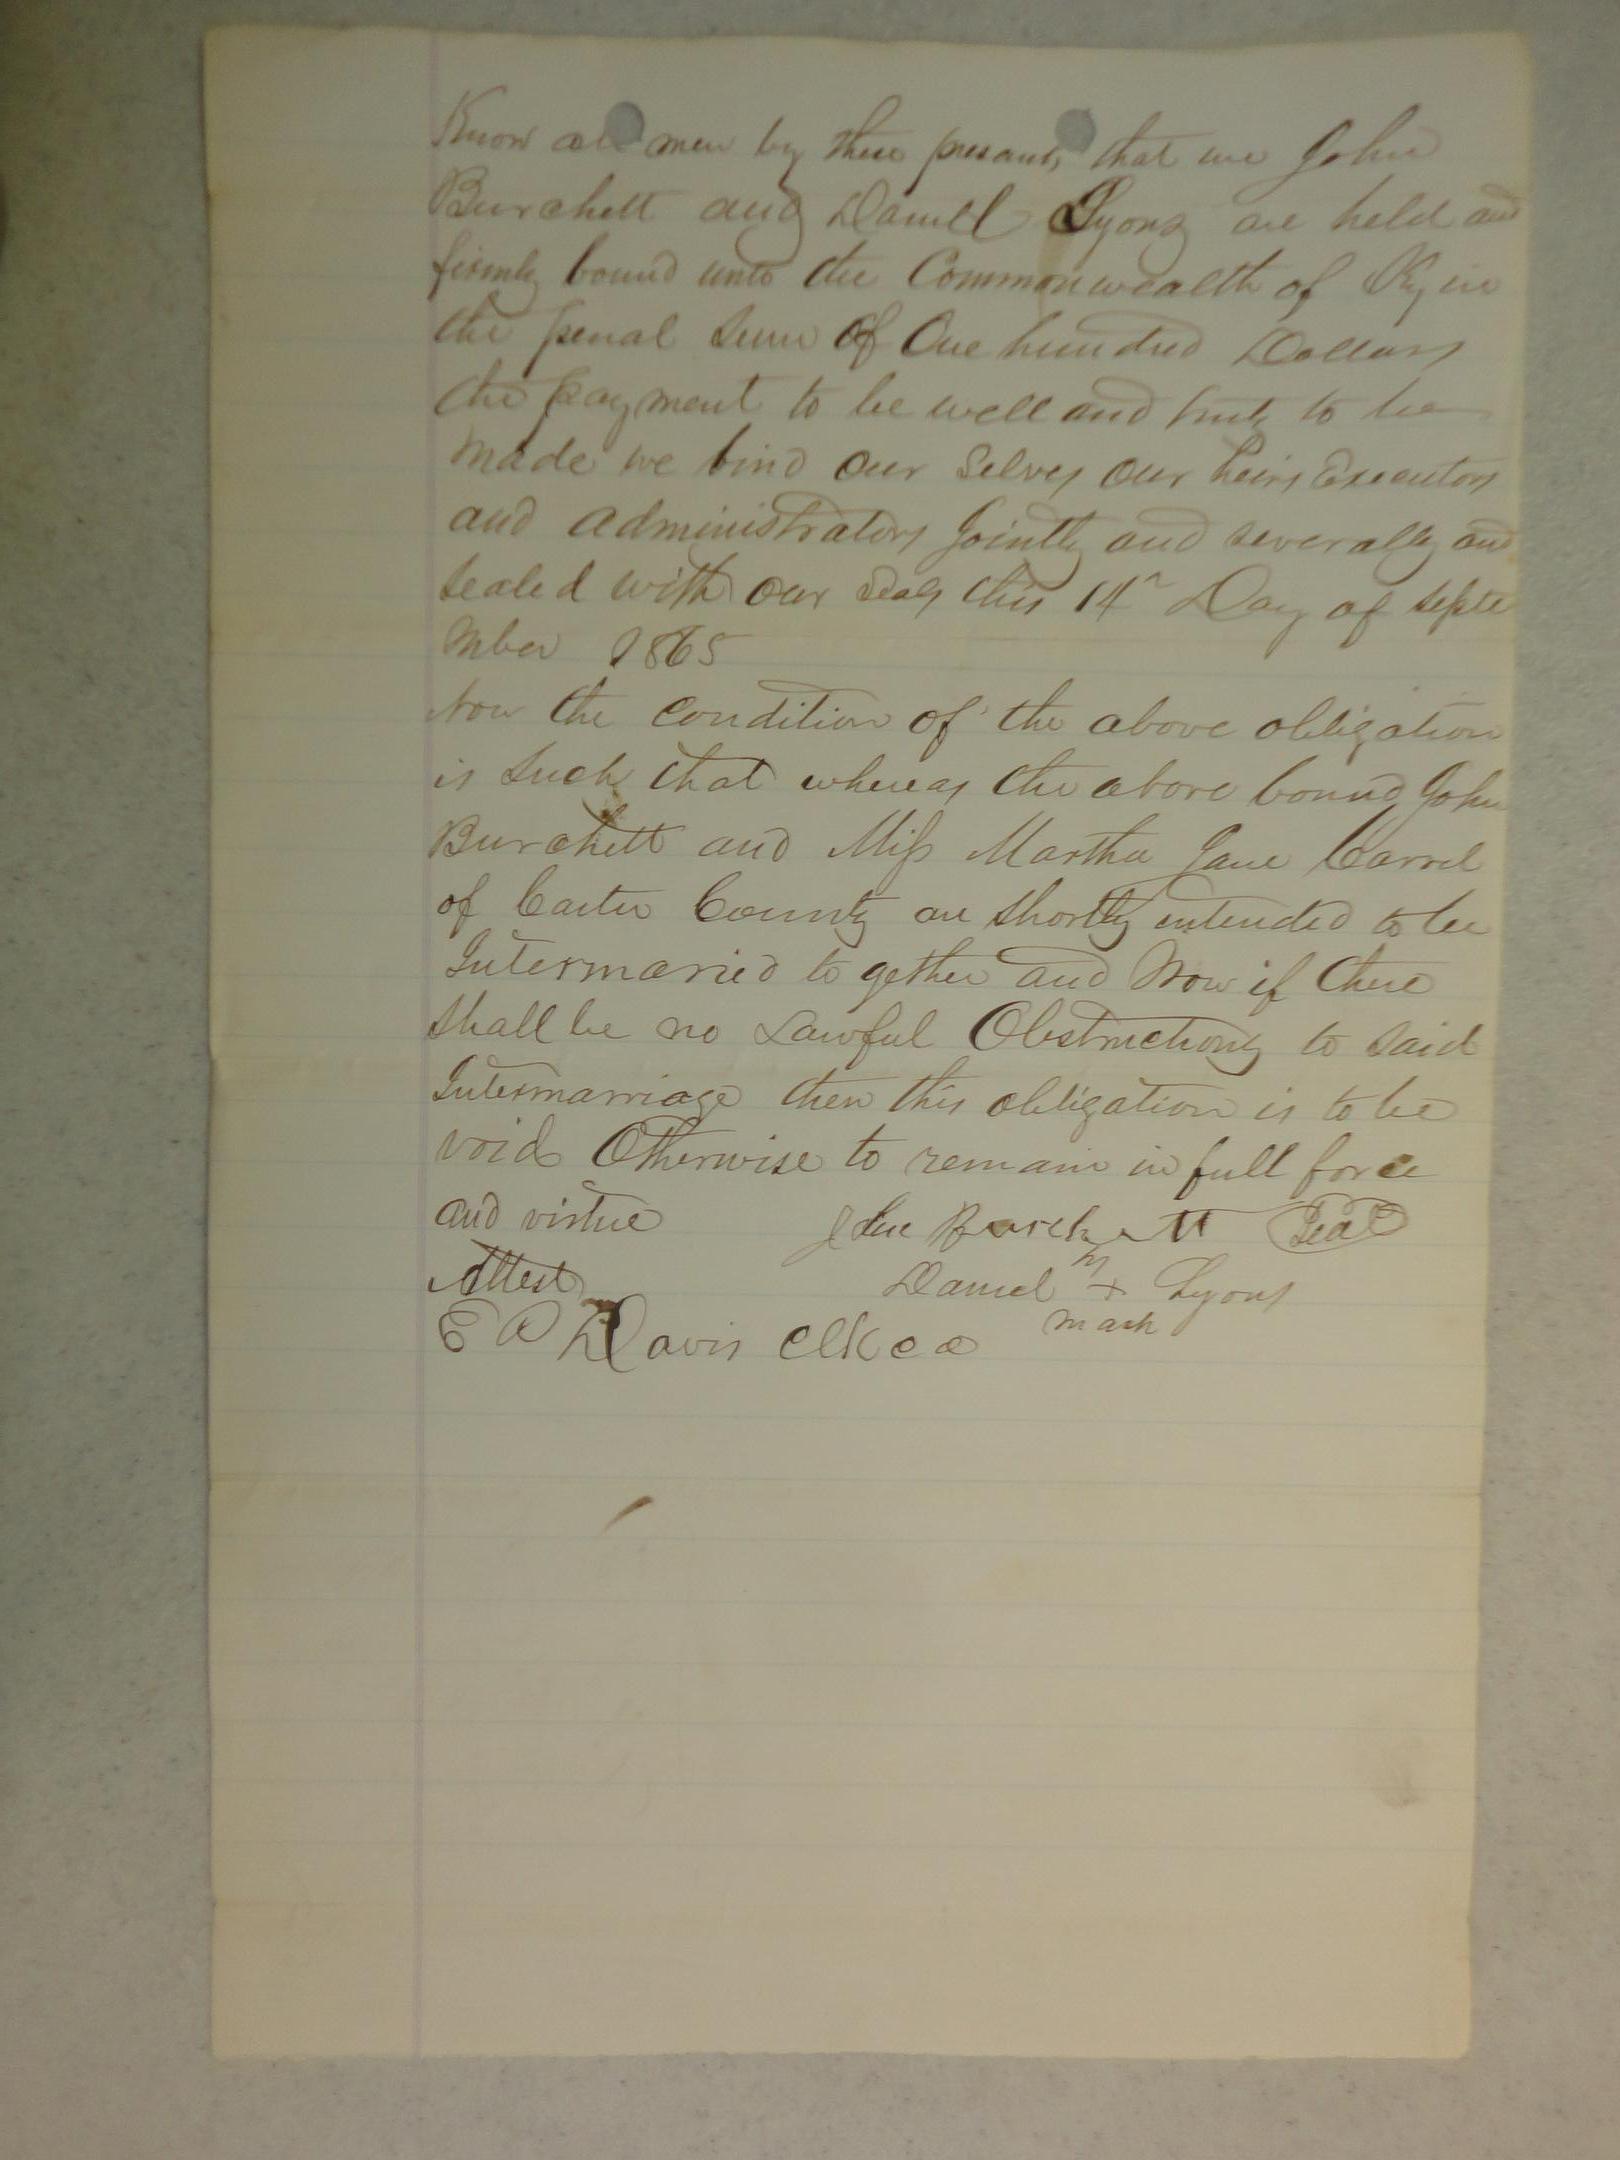 Know all men by these presants that we John
Burchett and Daniel Lyons are held and
firmly bound unto the Commonwealth of Ky in
the penal sum of One hundred Dollars
the payment to be well and truly to be
made we bind our selves our heirs Executors
and administrators Jointly and severally and
sealed with our seals this 14th Day of Septe
mber 1865
Now the condition of the above obligation
is such that whereas the above bound John
Burchett and Miss Martha Jane Carrel
of Carter County are shortly intended to be
Intermarried to gether and Now if there
shall be no Lawful Obstructions to said
Intermarriage then this obligation is to be
void Otherwise to remain in full force
and virtue John Burchett Seal
Attest Daniel + Lyons
mark
E Davis Clk